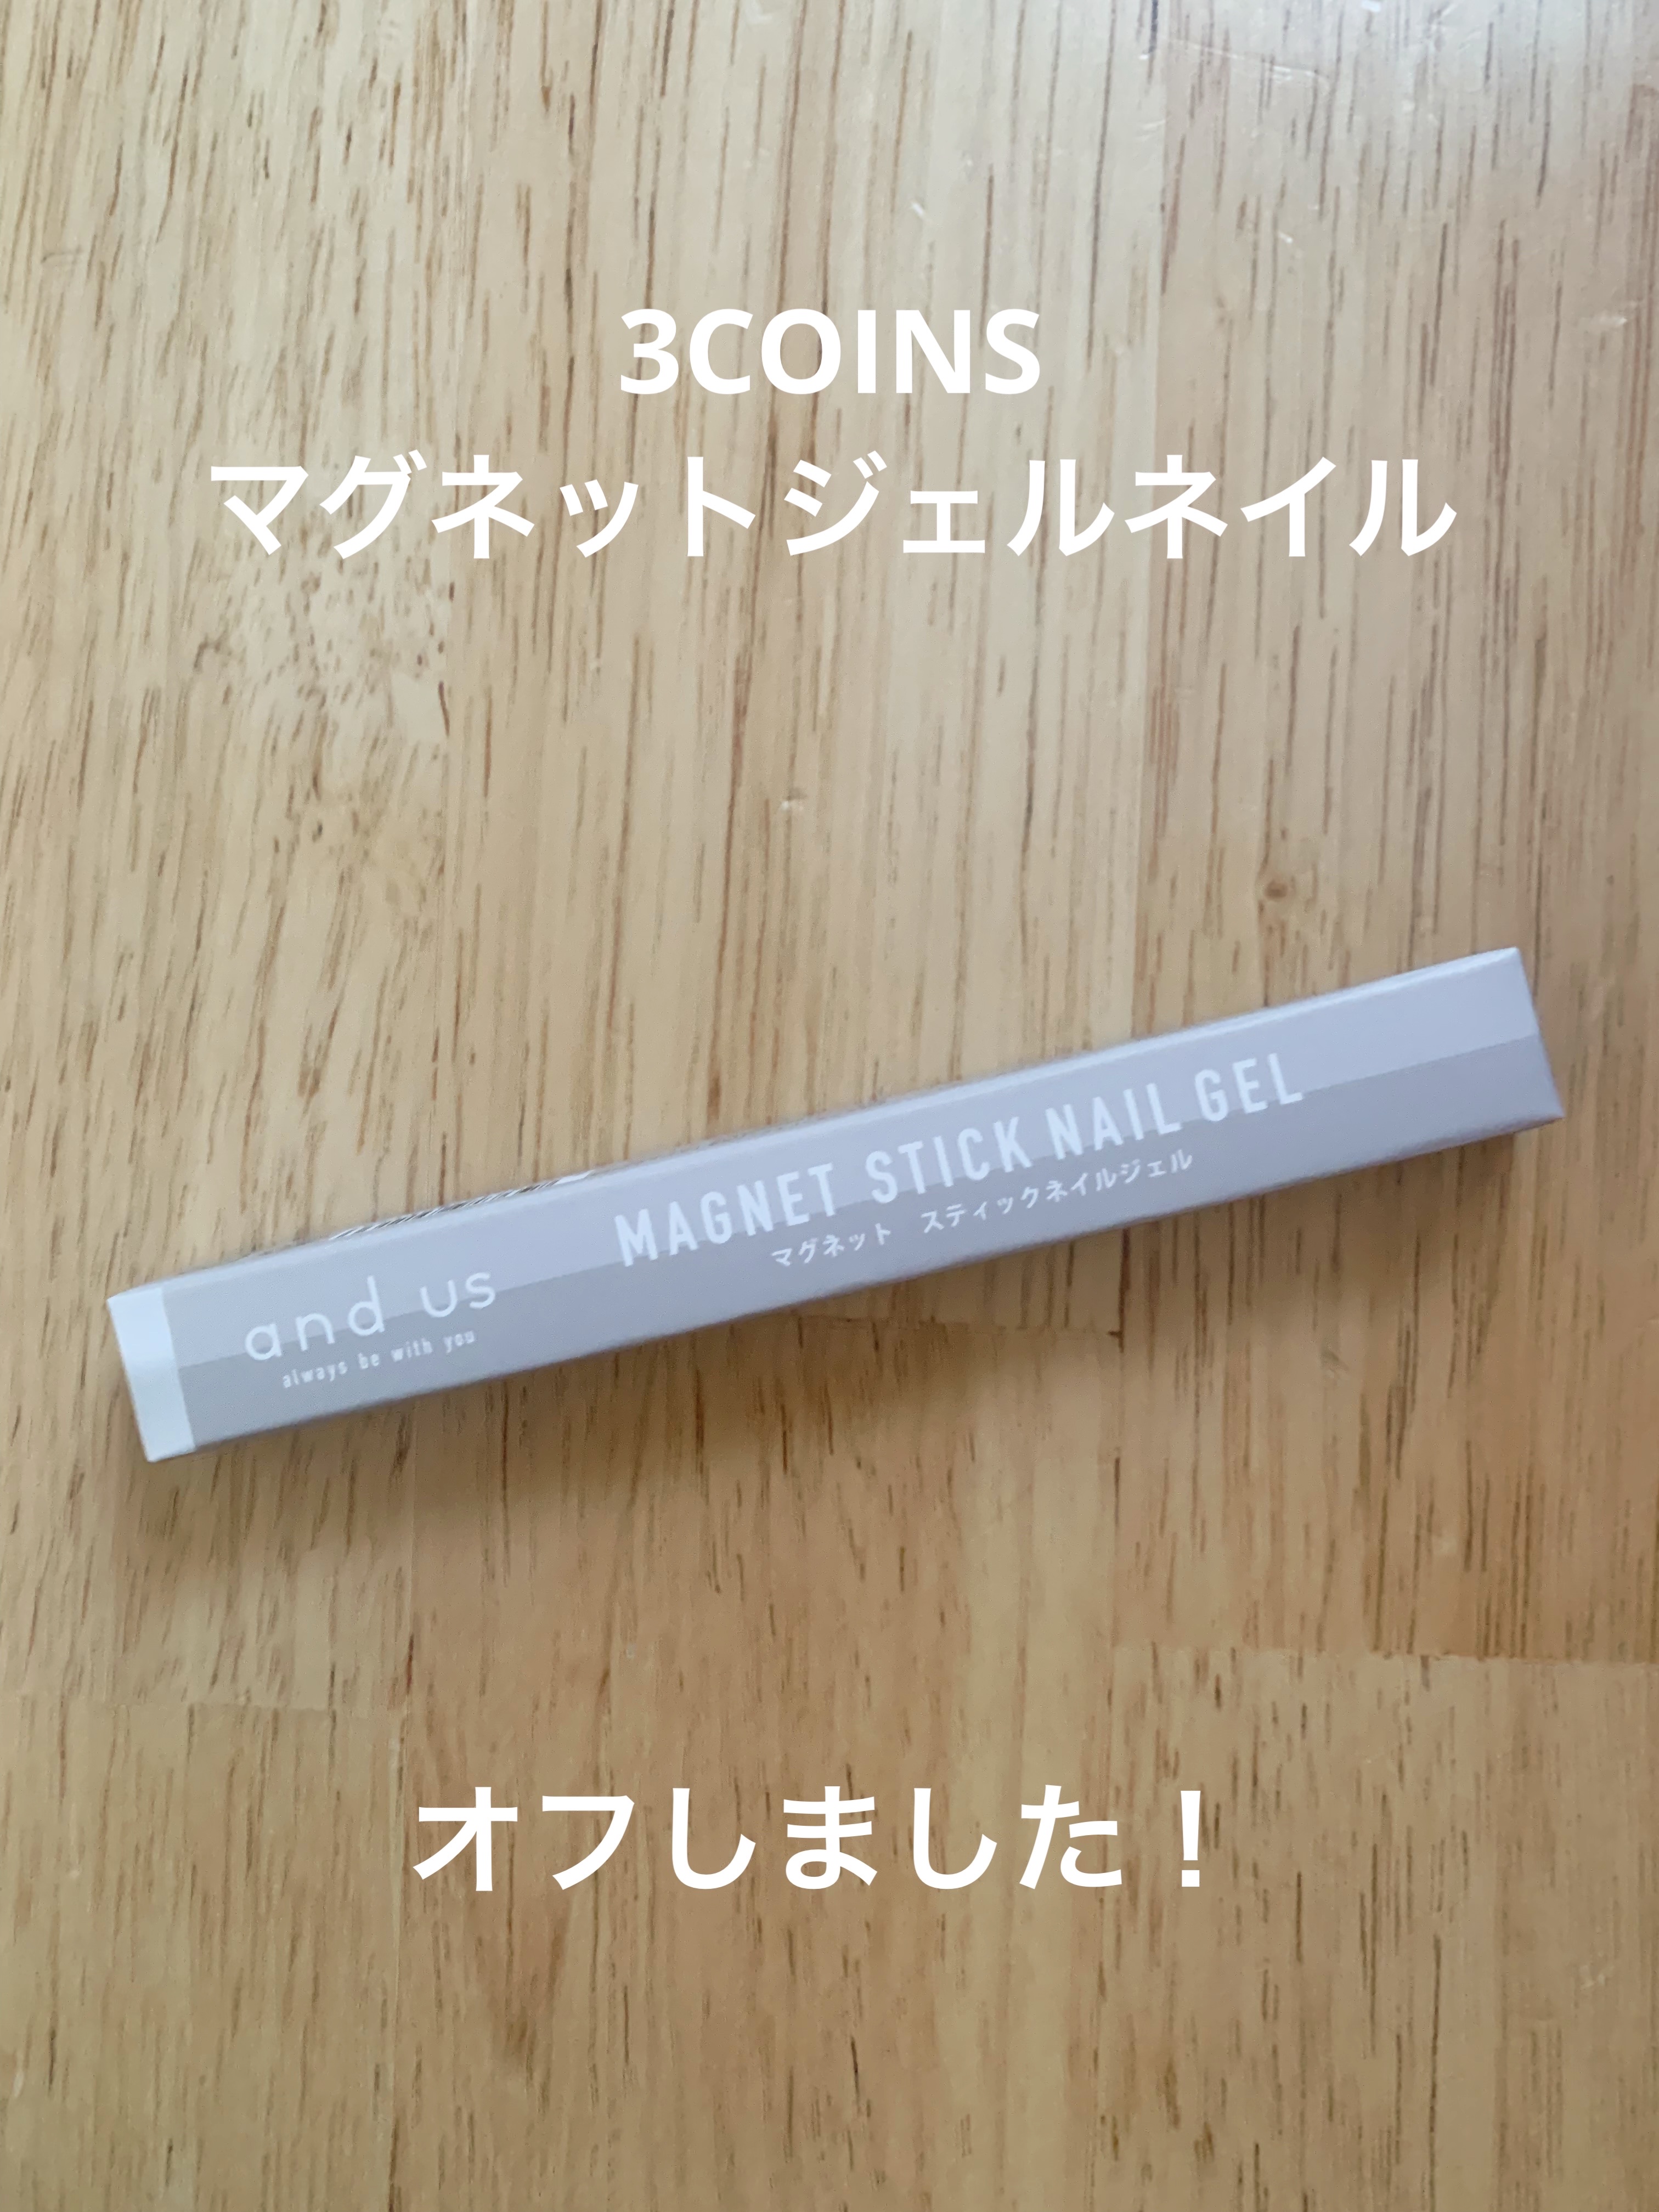 3COINS
マグネットジェルネイル
MAGNET STICK NAIL GEL
マグネット スティックネイルジェル
and us
always be with you
オフしました！